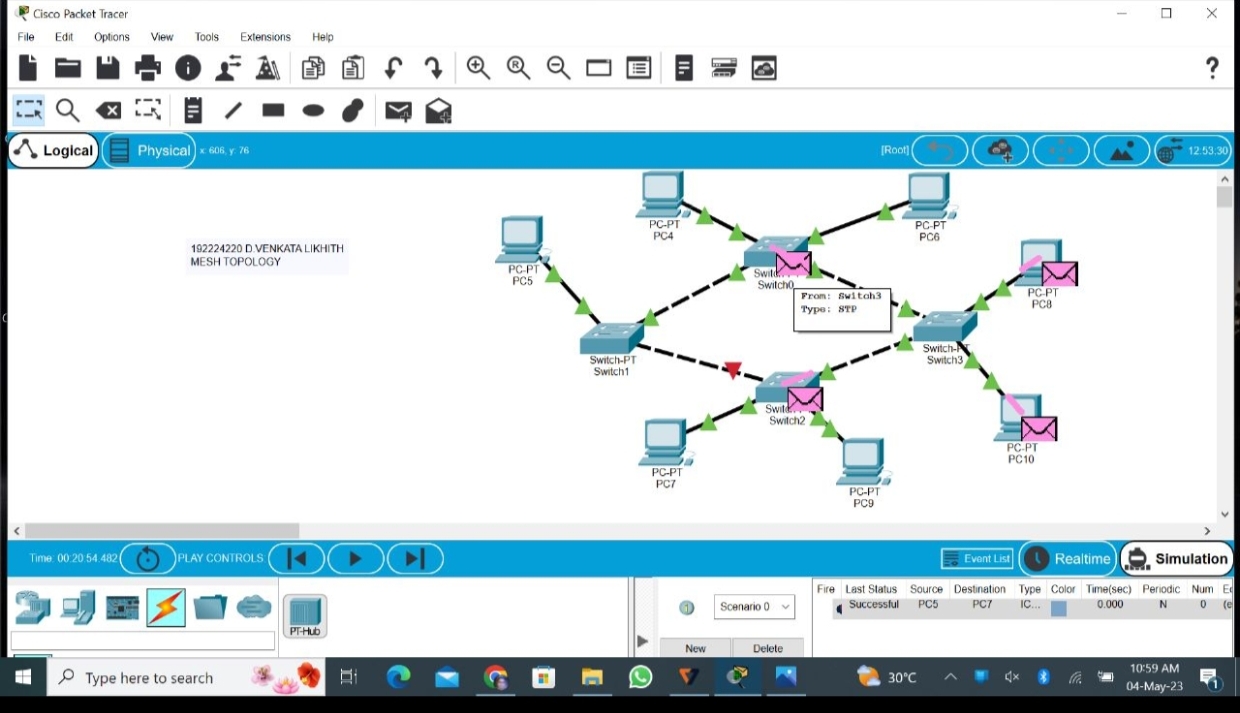 Cisco Packet Tracer
File Edit Options View Tools Extensions Help
Logical Physical x: 606, y: 76 [Root] 12:53:30
192224220 D.VENKATA LIKHITH
MESH TOPOLOGY
PC-PT
PC4
PC-PT
PC6
PC-PT
PC5
Switch0
PC-PT
PC8
From: Switch3
Type: STP
Switch-PT
Switch1
Switch-PT
Switch3
Switch2
PC-PT
PC10
PC-PT
PC7
PC-PT
PC9
Time: 00:20:54.482 PLAY CONTROLS: Event List Realtime Simulation
Fire Last Status Source Destination Type Color Time(sec) Periodic Num
Successful PC5 PC7 IC... 0.000 N 0
Scenario 0
New Delete
PT-Hub
Type here to search
30°C
10:59 AM
04-May-23
1